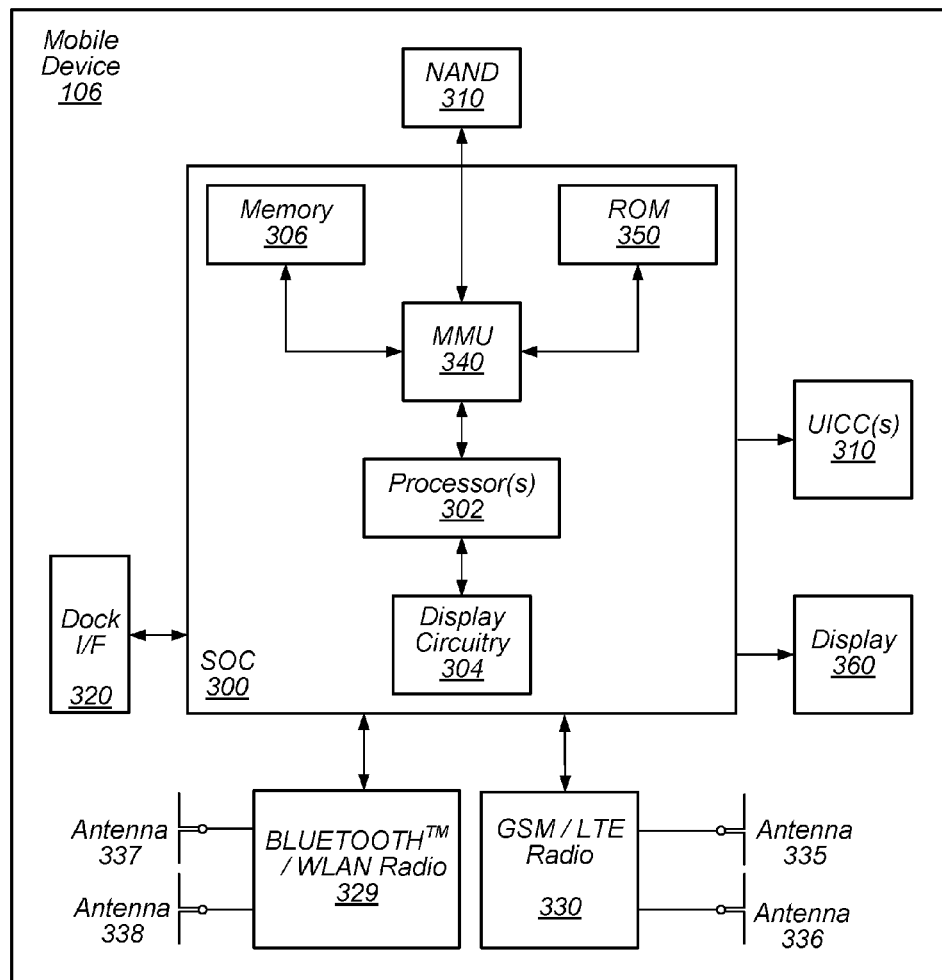 Mobile
Device
106
NAND
310
Memory
306
ROM
350
MMU
340
UICC(s)
310
Processor(s)
302
Dock
I/F
320
Display
Circuitry
304
SOC
300
Display
360
Antenna
337
BLUETOOTH™
/ WLAN Radio
329
GSM / LTE
Radio
330
Antenna
335
Antenna
338
Antenna
336